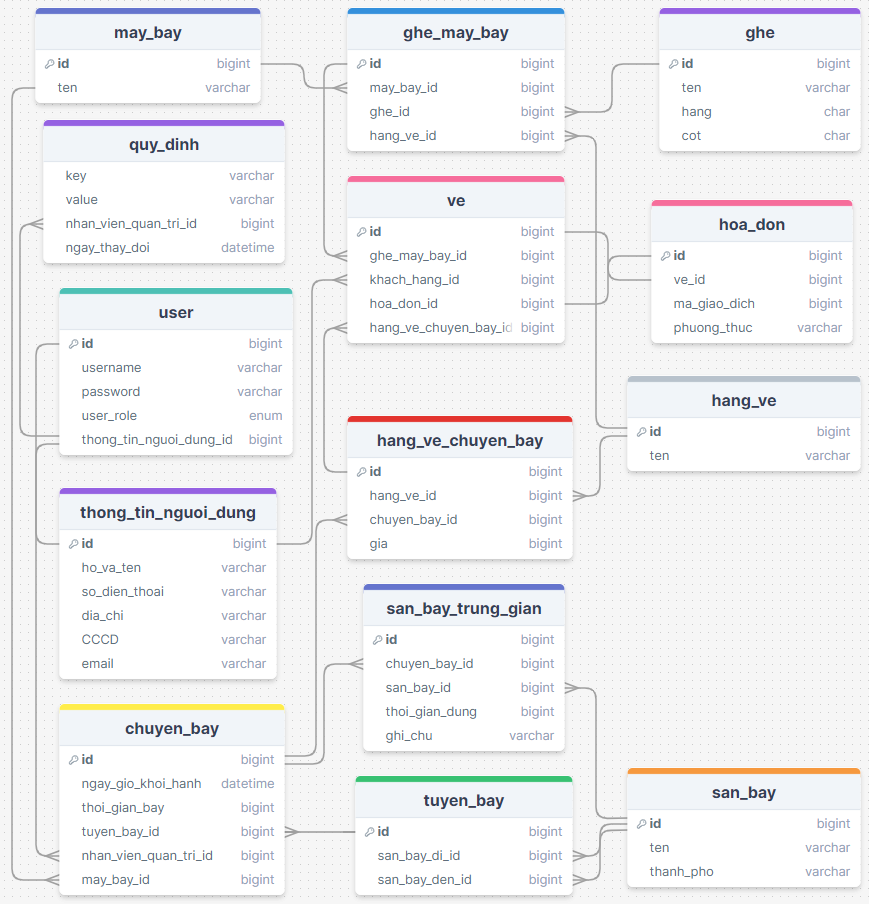 may_bay
id bigint
ten varchar
quy_dinh
key varchar
value varchar
nhan_vien_quan_tri_id bigint
ngay_thay_doi datetime
user
id bigint
username varchar
password varchar
user_role enum
thong_tin_nguoi_dung_id bigint
thong_tin_nguoi_dung
id bigint
ho_va_ten varchar
so_dien_thoai varchar
dia_chi varchar
CCCD varchar
email varchar
chuyen_bay
id bigint
ngay_gio_khoi_hanh datetime
thoi_gian_bay bigint
tuyen_bay_id bigint
nhan_vien_quan_tri_id bigint
may_bay_id bigint
ghe_may_bay
id bigint
may_bay_id bigint
ghe_id bigint
hang_ve_id bigint
ve
id bigint
ghe_may_bay_id bigint
khach_hang_id bigint
hoa_don_id bigint
hang_ve_chuyen_bay_id bigint
hang_ve_chuyen_bay
id bigint
hang_ve_id bigint
chuyen_bay_id bigint
gia bigint
san_bay_trung_gian
id bigint
chuyen_bay_id bigint
san_bay_id bigint
thoi_gian_dung bigint
ghi_chu varchar
tuyen_bay
id bigint
san_bay_di_id bigint
san_bay_den_id bigint
ghe
id bigint
ten varchar
hang char
cot char
hoa_don
id bigint
ve_id bigint
ma_giao_dich bigint
phuong_thuc varchar
hang_ve
id bigint
ten varchar
san_bay
id bigint
ten varchar
thanh_pho varchar